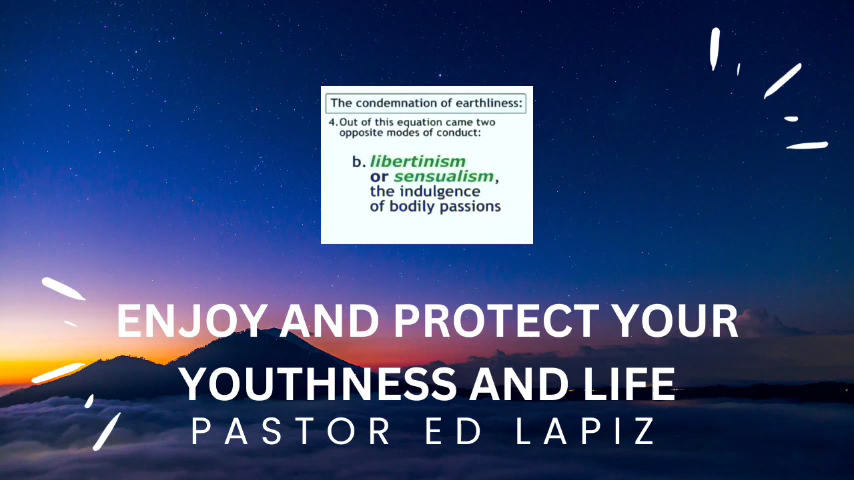 The condemnation of earthliness:
4. Out of this equation came two
opposite modes of conduct:
b. libertinism
or sensualism,
the indulgence
of bodily passions
ENJOY AND PROTECT YOUR
YOUTHNESS AND LIFE
PASTOR ED LAPIZ